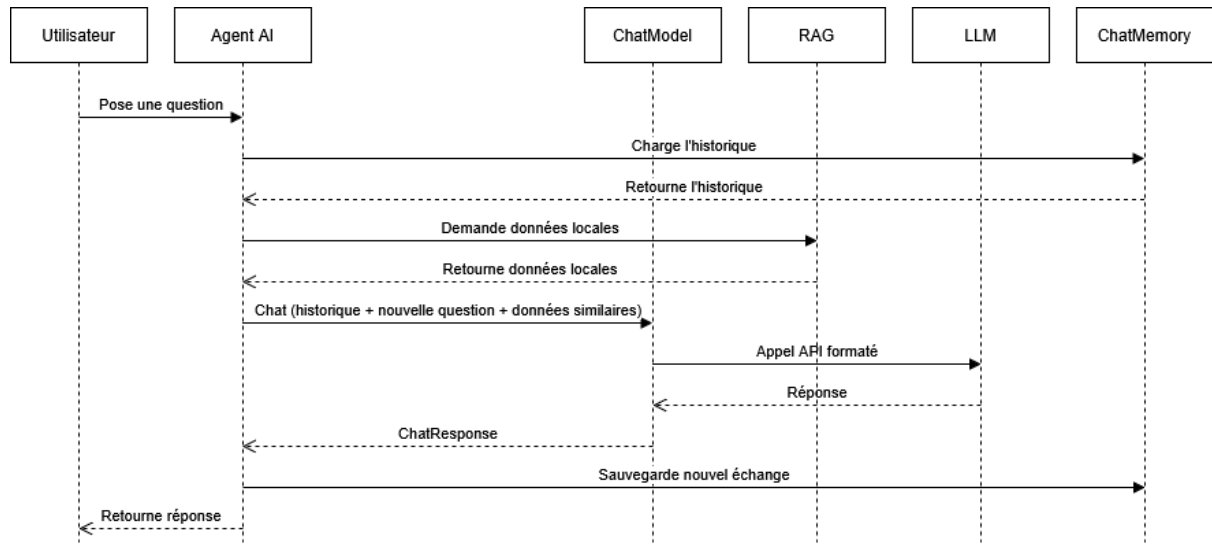 Utilisateur
Agent AI
ChatModel
RAG
LLM
ChatMemory
Pose une question
Charge l'historique
Retourne l'historique
Demande données locales
Retourne données locales
Chat (historique + nouvelle question + données similaires)
Appel API formaté
Réponse
ChatResponse
Sauvegarde nouvel échange
Retourne réponse